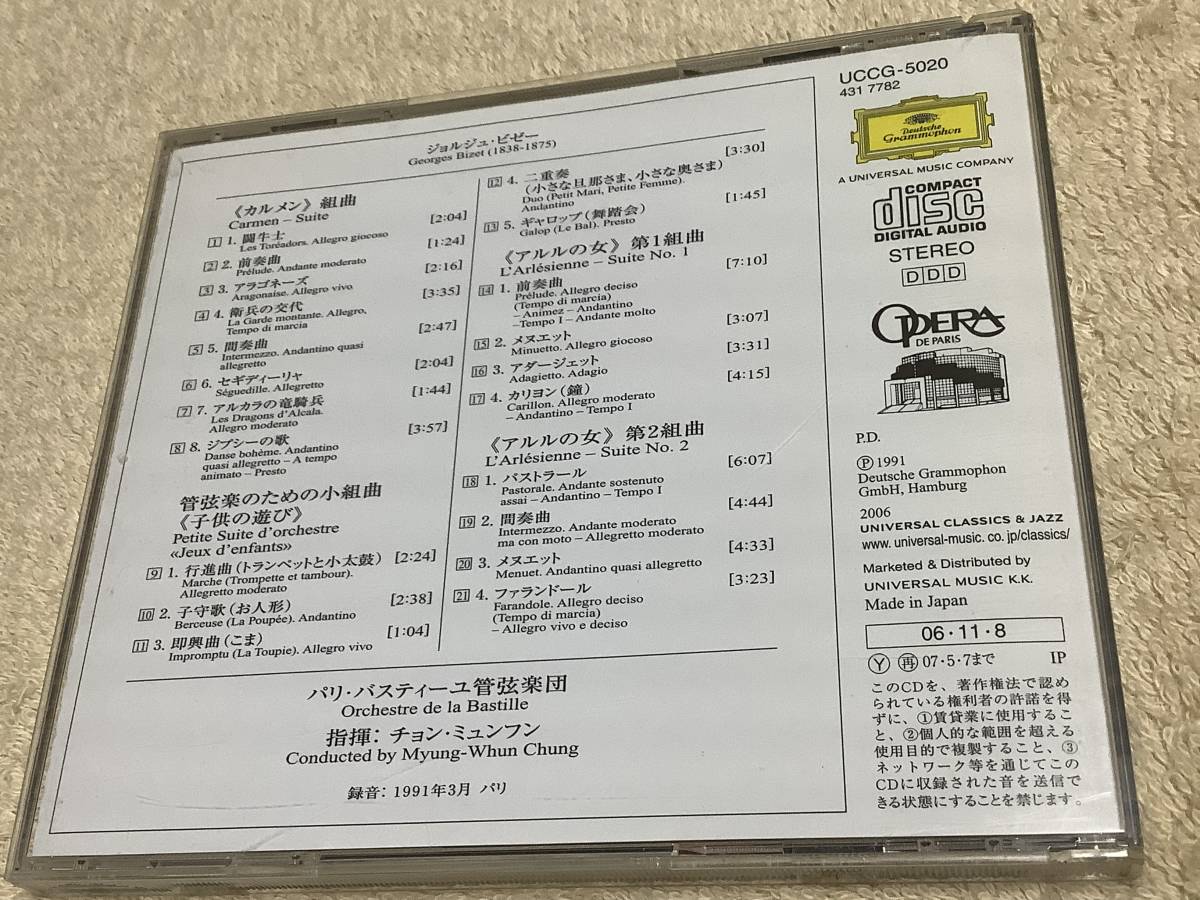 ジョルジュ・ビゼー
Georges Bizet (1838-1875)
《カルメン》組曲
Carmen – Suite
1 1. 闘牛士 [2:04]
Les Toréadors. Allegro giocoso
2 2. 前奏曲 [1:24]
Prélude. Andante moderato
3 3. アラゴネーズ [2:16]
Aragonaise. Allegro vivo
4 4. 衛兵の交代 [3:35]
La Garde montante. Allegro,
Tempo di marcia
5 5. 間奏曲 [2:47]
Intermezzo. Andantino quasi
allegretto
6 6. セギディーリャ [2:04]
Séguedille. Allegretto
7 7. アルカラの竜騎兵 [1:44]
Les Dragons d'Alcala.
Allegro moderato
8 8. ジプシーの歌 [3:57]
Danse bohème. Andantino
quasi allegretto – A tempo
animato – Presto
管弦楽のための小組曲
《子供の遊び》
Petite Suite d'orchestre
«Jeux d'enfants»
9 1. 行進曲(トランペットと小太鼓) [2:24]
Marche (Trompette et tambour).
Allegretto moderato
10 2. 子守歌(お人形) [2:38]
Berceuse (La Poupée). Andantino
11 3. 即興曲(こま) [1:04]
Impromptu (La Toupie). Allegro vivo
12 4. 二重奏 [3:30]
(小さな旦那さま、小さな奥さま)
Duo (Petit Mari, Petite Femme).
Andantino
13 5. ギャロップ(舞踏会) [1:45]
Galop (Le Bal). Presto
《アルルの女》第1組曲
L'Arlésienne – Suite No. 1
14 1. 前奏曲 [7:10]
Prélude. Allegro deciso
(Tempo di marcia)
– Animez – Andantino
–Tempo I – Andante molto
15 2. メヌエット [3:07]
Minuetto. Allegro giocoso
16 3. アダージェット [3:31]
Adagietto. Adagio
17 4. カリヨン(鐘) [4:15]
Carillon. Allegro moderato
– Andantino – Tempo I
《アルルの女》第2組曲
L'Arlésienne – Suite No. 2
18 1. パストラール [6:07]
Pastorale. Andante sostenuto
assai – Andantino – Tempo I
19 2. 間奏曲 [4:44]
Intermezzo. Andante moderato
ma con moto – Allegretto moderato
20 3. メヌエット [4:33]
Menuet. Andantino quasi allegretto
21 4. ファランドール [3:23]
Farandole. Allegro deciso
(Tempo di marcia)
– Allegro vivo e deciso
パリ・バスティーユ管弦楽団
Orchestre de la Bastille
指揮: チョン・ミュンフン
Conducted by Myung-Whun Chung
録音: 1991年3月 パリ
UCCG-5020
431 7782
Deutsche
Grammophon
A UNIVERSAL MUSIC COMPANY
COMPACT
disc
DIGITAL AUDIO
STEREO
DDD
OPERA
DE PARIS
P.D.
Ⓟ 1991
Deutsche Grammophon
GmbH, Hamburg
2006
UNIVERSAL CLASSICS & JAZZ
www.universal-music.co.jp/classics/
Marketed & Distributed by
UNIVERSAL MUSIC K.K.
Made in Japan
06・11・8
Ⓨ 再 07・5・7まで IP
このCDを、著作権法で認め
られている権利者の許諾を得
ずに、①賃貸業に使用するこ
と、②個人的な範囲を超える
使用目的で複製すること、③
ネットワーク等を通じてこの
CDに収録された音を送信で
きる状態にすることを禁じます。